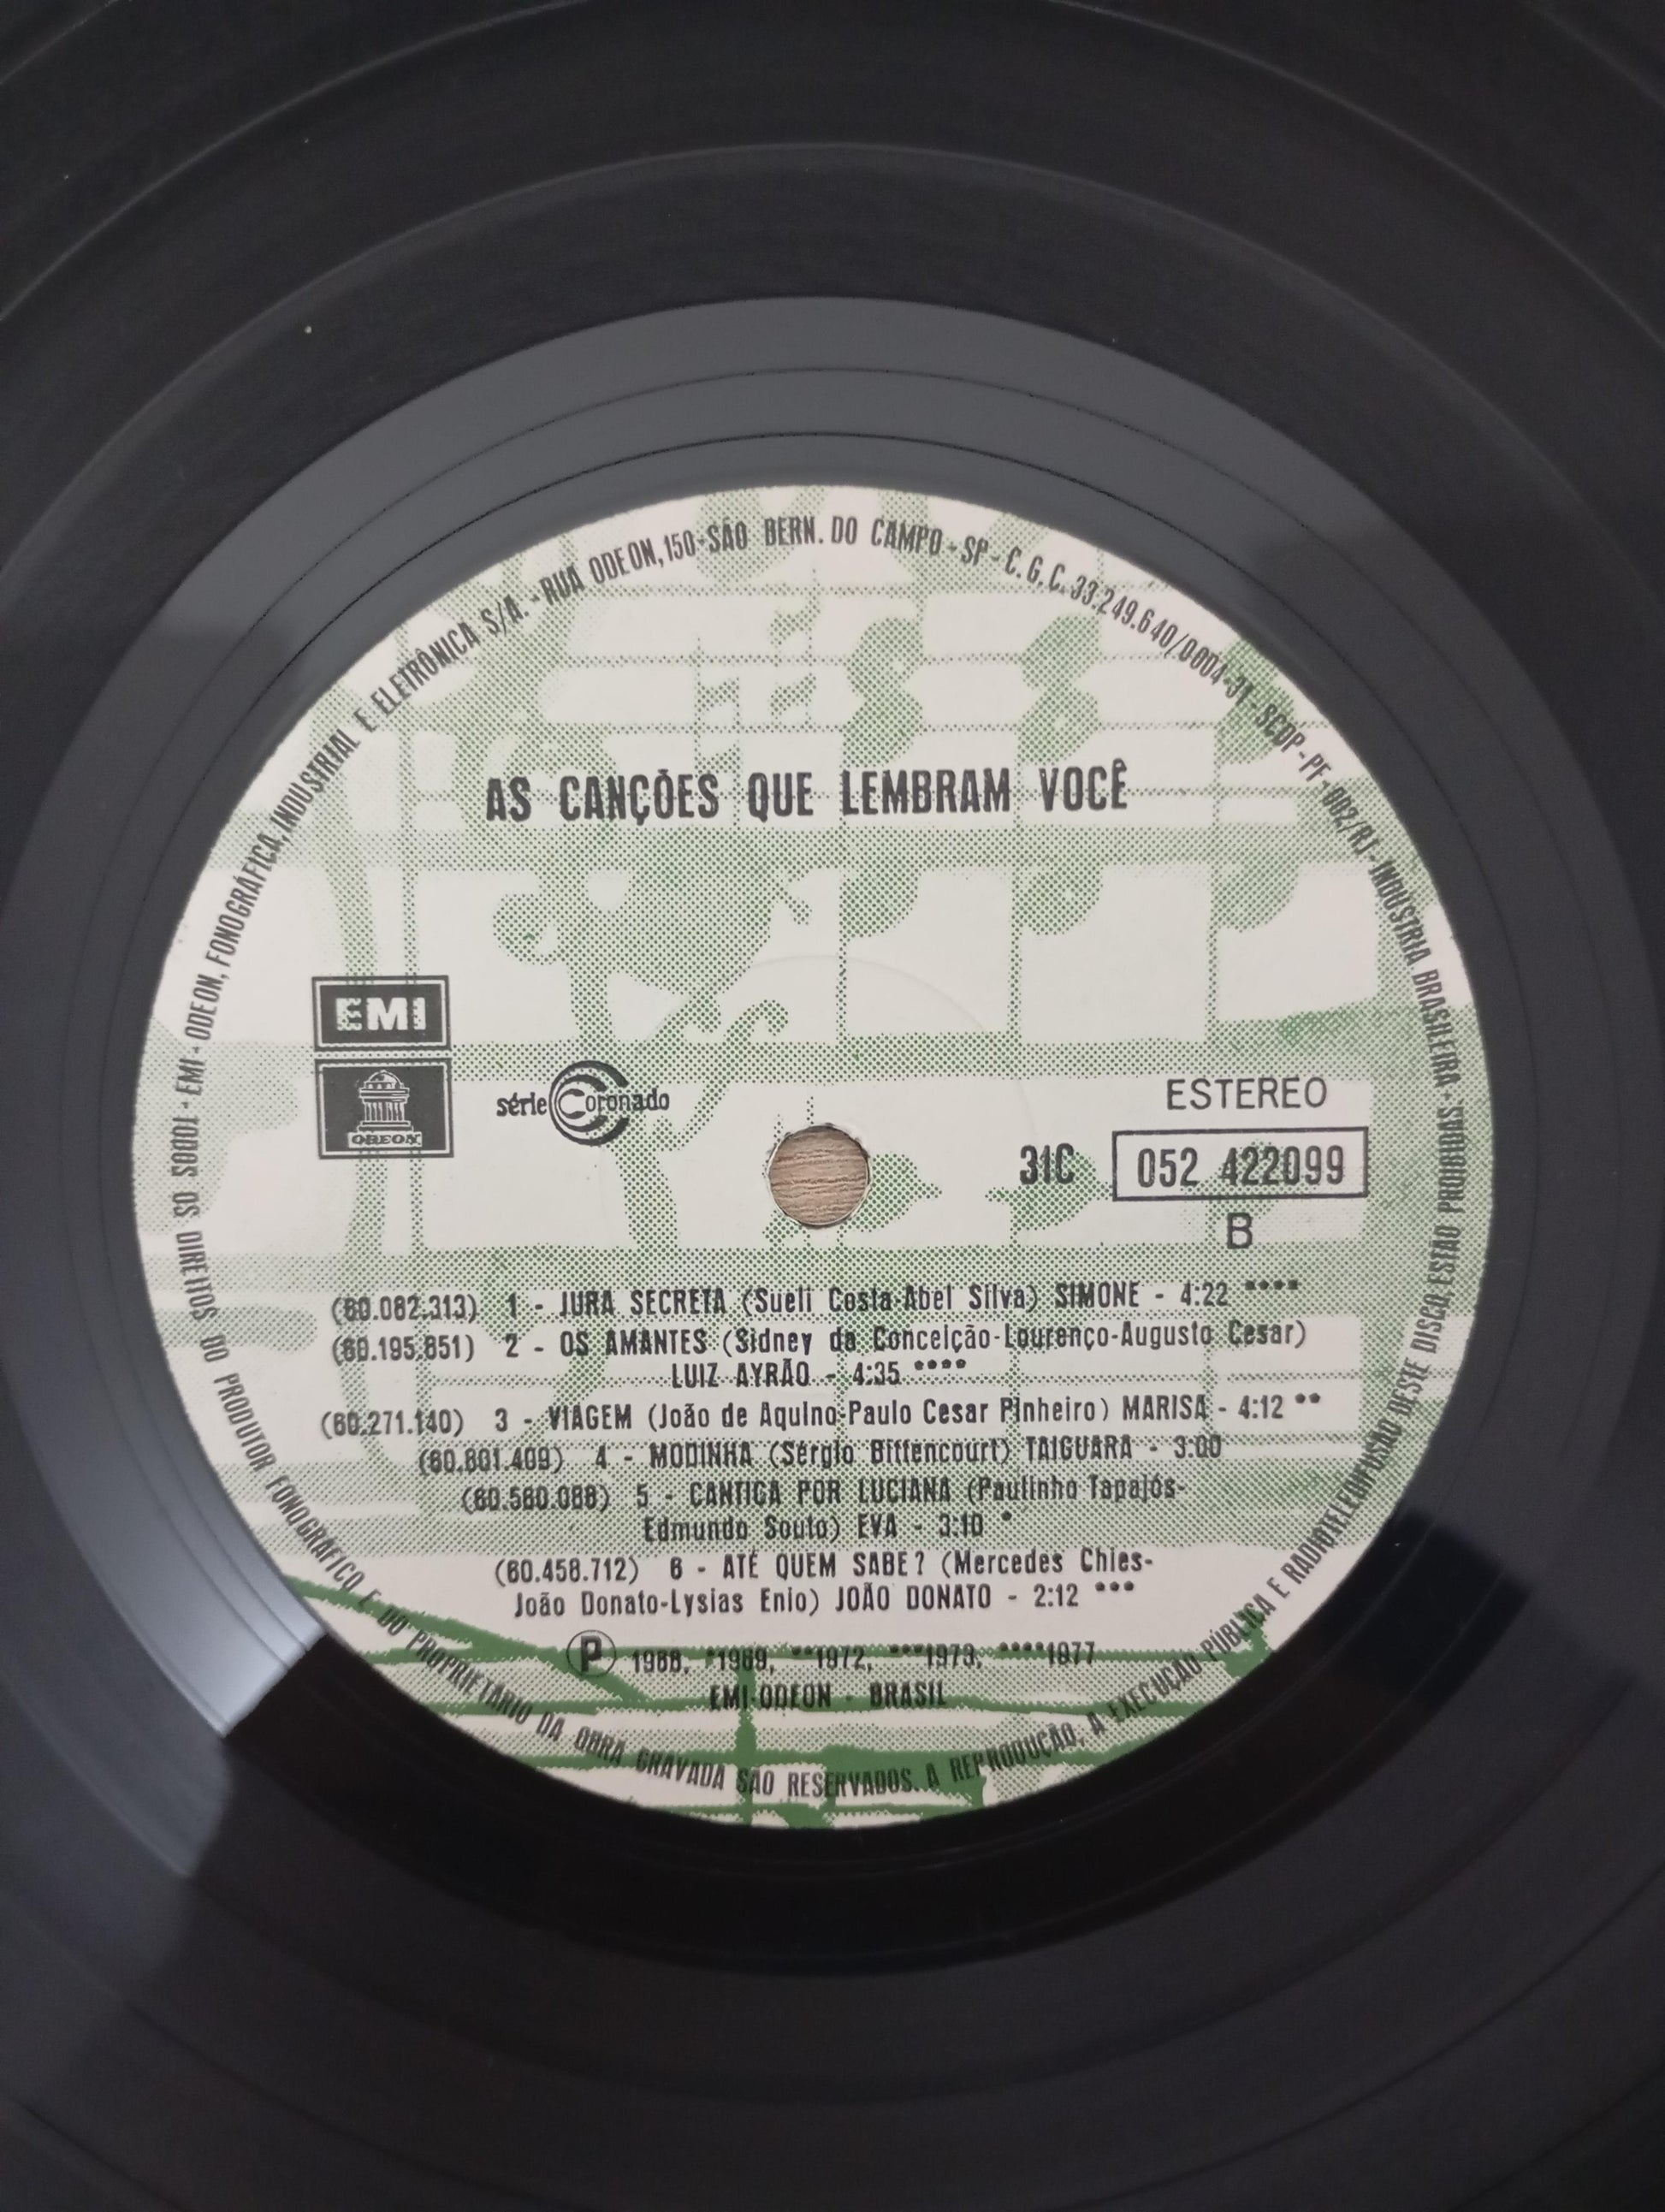 EMI - ODEON, FONOGRÁFICA, INDUSTRIAL E ELETRÔNICA S/A. - RUA ODEON, 150 - SÃO BERN. DO CAMPO - SP - C.G.C. 33.249.640/0004-31 - SCDP - PF - 002/RJ - INDÚSTRIA BRASILEIRA - TODOS OS DIREITOS DO PRODUTOR FONOGRÁFICO E DO PROPRIETÁRIO DA OBRA GRAVADA SÃO RESERVADOS. A REPRODUÇÃO, A EXECUÇÃO PÚBLICA E RADIOTELEDIFUSÃO DESTE DISCO, ESTÃO PROIBIDAS.
AS CANÇÕES QUE LEMBRAM VOCÊ
EMI
ODEON
série Coronado
ESTEREO
31C 052 422099
B
(60.082.313) 1 - JURA SECRETA (Sueli Costa-Abel Silva) SIMONE - 4:22 ****
(60.195.851) 2 - OS AMANTES (Sidney da Conceição-Lourenço-Augusto Cesar)
LUIZ AYRÃO - 4:35 ****
(60.271.140) 3 - VIAGEM (João de Aquino-Paulo Cesar Pinheiro) MARISA - 4:12 **
(60.801.409) 4 - MODINHA (Sérgio Bittencourt) TAIGUARA - 3:00
(60.560.088) 5 - CANTIGA POR LUCIANA (Paulinho Tapajós-
Edmundo Souto) EVA - 3:10 *
(60.458.712) 6 - ATÉ QUEM SABE? (Mercedes Chies-
João Donato-Lysias Enio) JOÃO DONATO - 2:12 ***
Ⓟ 1968, *1969, **1972, ***1973, ****1977
EMI-ODEON - BRASIL